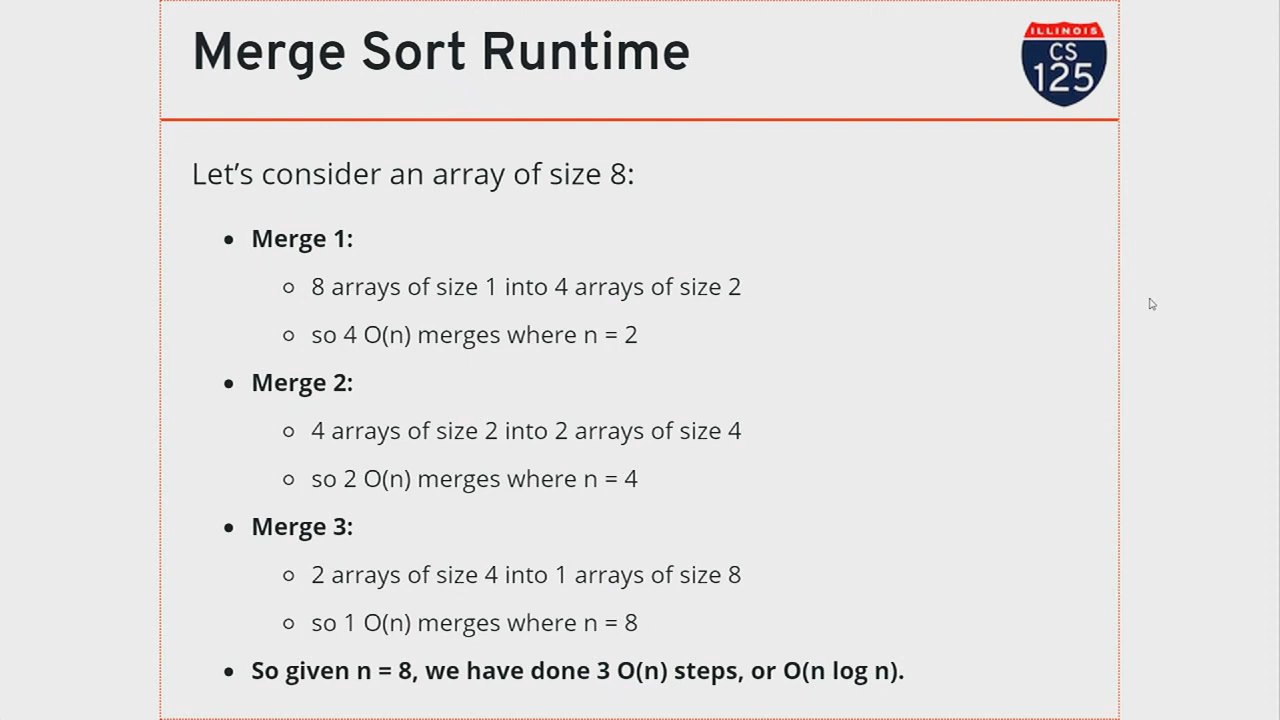 Merge Sort Runtime
ILLINOIS
CS
125
Let's consider an array of size 8:
Merge 1:
8 arrays of size 1 into 4 arrays of size 2
so 4 O(n) merges where n = 2
Merge 2:
4 arrays of size 2 into 2 arrays of size 4
so 2 O(n) merges where n = 4
Merge 3:
2 arrays of size 4 into 1 arrays of size 8
so 1 O(n) merges where n = 8
So given n = 8, we have done 3 O(n) steps, or O(n log n).